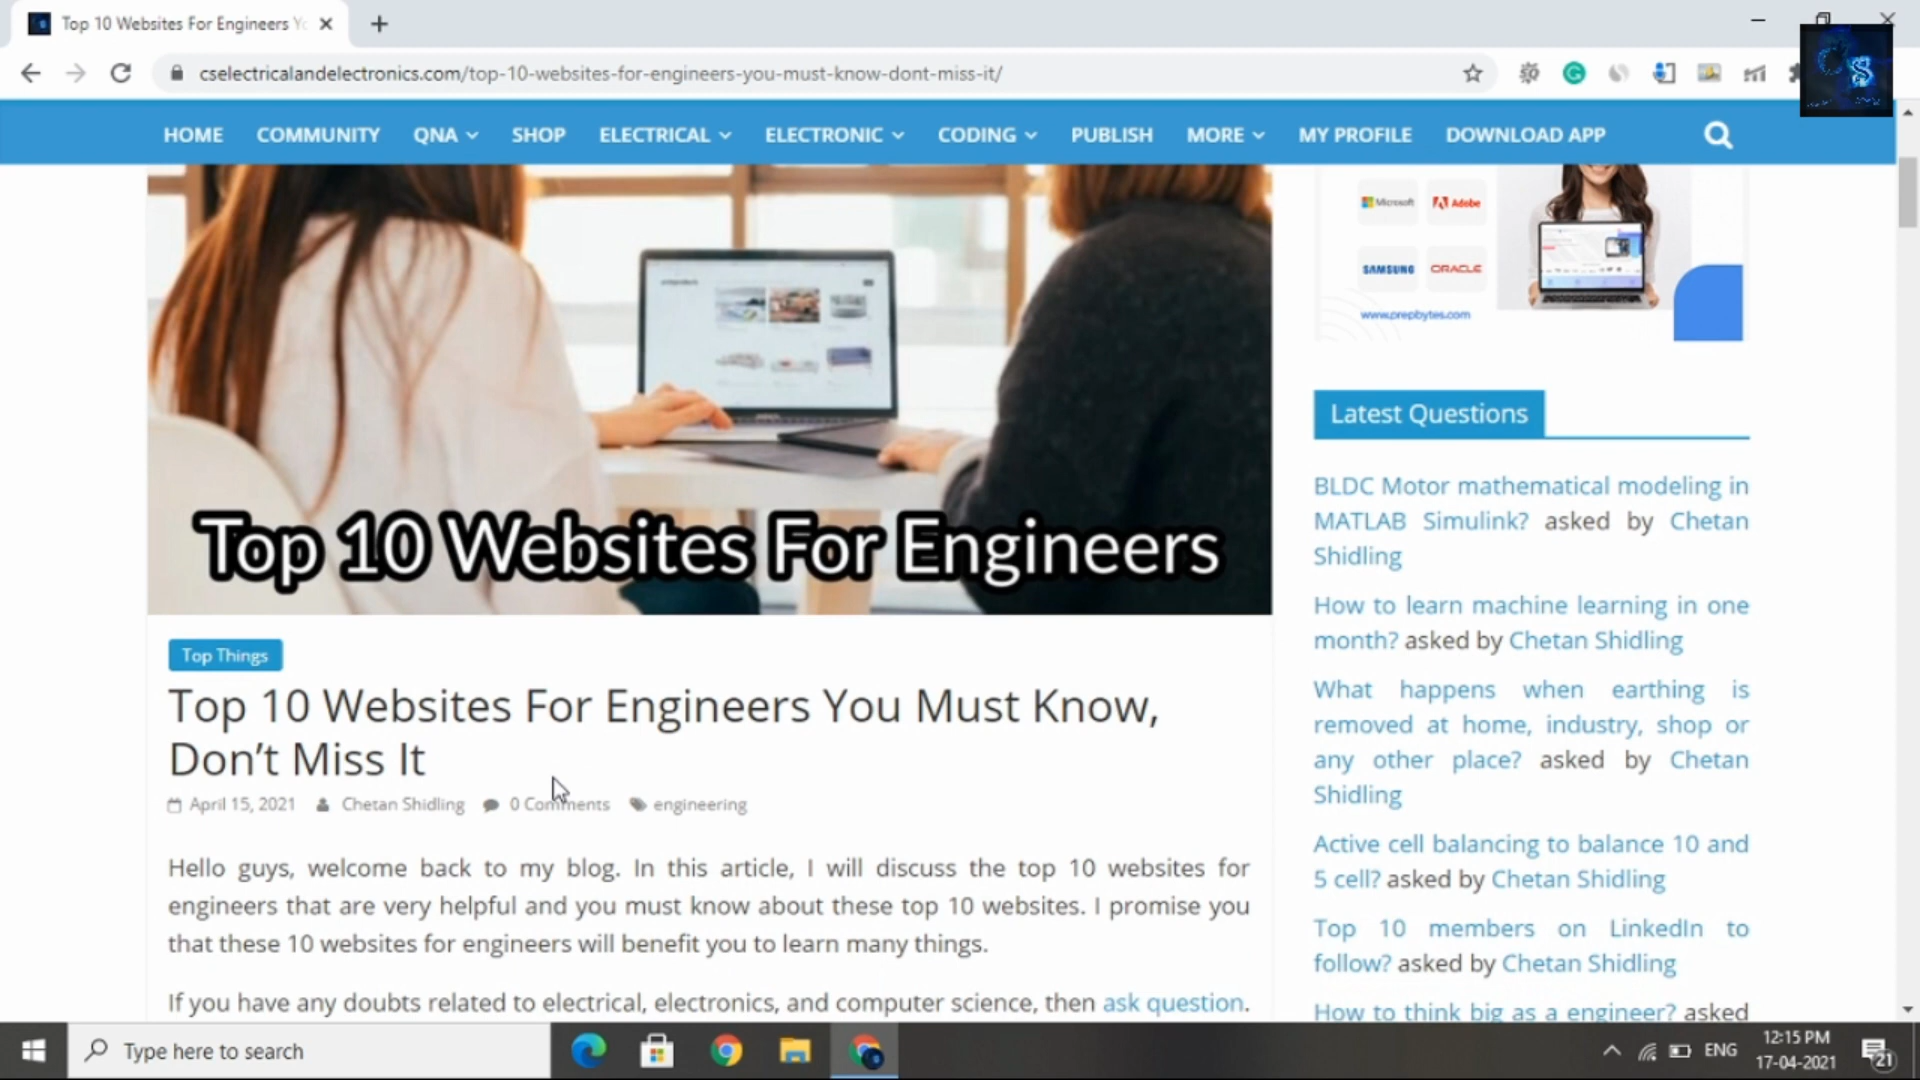 Top 10 Websites For Engineers Yo
cselectricalandelectronics.com/top-10-websites-for-engineers-you-must-know-dont-miss-it/
HOME COMMUNITY QNA SHOP ELECTRICAL ELECTRONIC CODING PUBLISH MORE MY PROFILE DOWNLOAD APP
Microsoft Adobe
SAMSUNG ORACLE
www.prepbytes.com
Top 10 Websites For Engineers
Top Things
Top 10 Websites For Engineers You Must Know,
Don't Miss It
April 15, 2021 Chetan Shidling 0 Comments engineering
Hello guys, welcome back to my blog. In this article, I will discuss the top 10 websites for
engineers that are very helpful and you must know about these top 10 websites. I promise you
that these 10 websites for engineers will benefit you to learn many things.
If you have any doubts related to electrical, electronics, and computer science, then ask question.
Latest Questions
BLDC Motor mathematical modeling in
MATLAB Simulink? asked by Chetan
Shidling
How to learn machine learning in one
month? asked by Chetan Shidling
What happens when earthing is
removed at home, industry, shop or
any other place? asked by Chetan
Shidling
Active cell balancing to balance 10 and
5 cell? asked by Chetan Shidling
Top 10 members on LinkedIn to
follow? asked by Chetan Shidling
How to think big as a engineer? asked
Type here to search
ENG
12:15 PM
17-04-2021
21